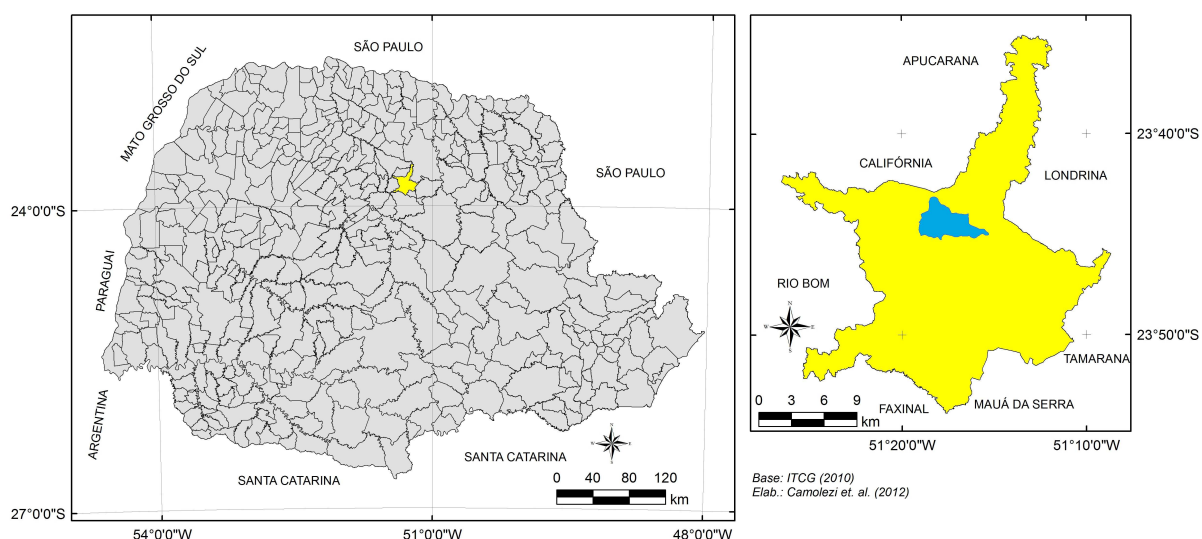 SÃO PAULO
MATO GROSSO DO SUL
SÃO PAULO
24°0'0"S
PARAGUAI
ARGENTINA
N
W E
S
SANTA CATARINA
SANTA CATARINA
0 40 80 120
km
27°0'0"S
54°0'0"W 51°0'0"W 48°0'0"W
APUCARANA
23°40'0"S
CALIFÓRNIA
LONDRINA
RIO BOM
N
W E
S
23°50'0"S
TAMARANA
0 3 6 9
km
FAXINAL
MAUÁ DA SERRA
51°20'0"W 51°10'0"W
Base: ITCG (2010)
Elab.: Camolezi et. al. (2012)